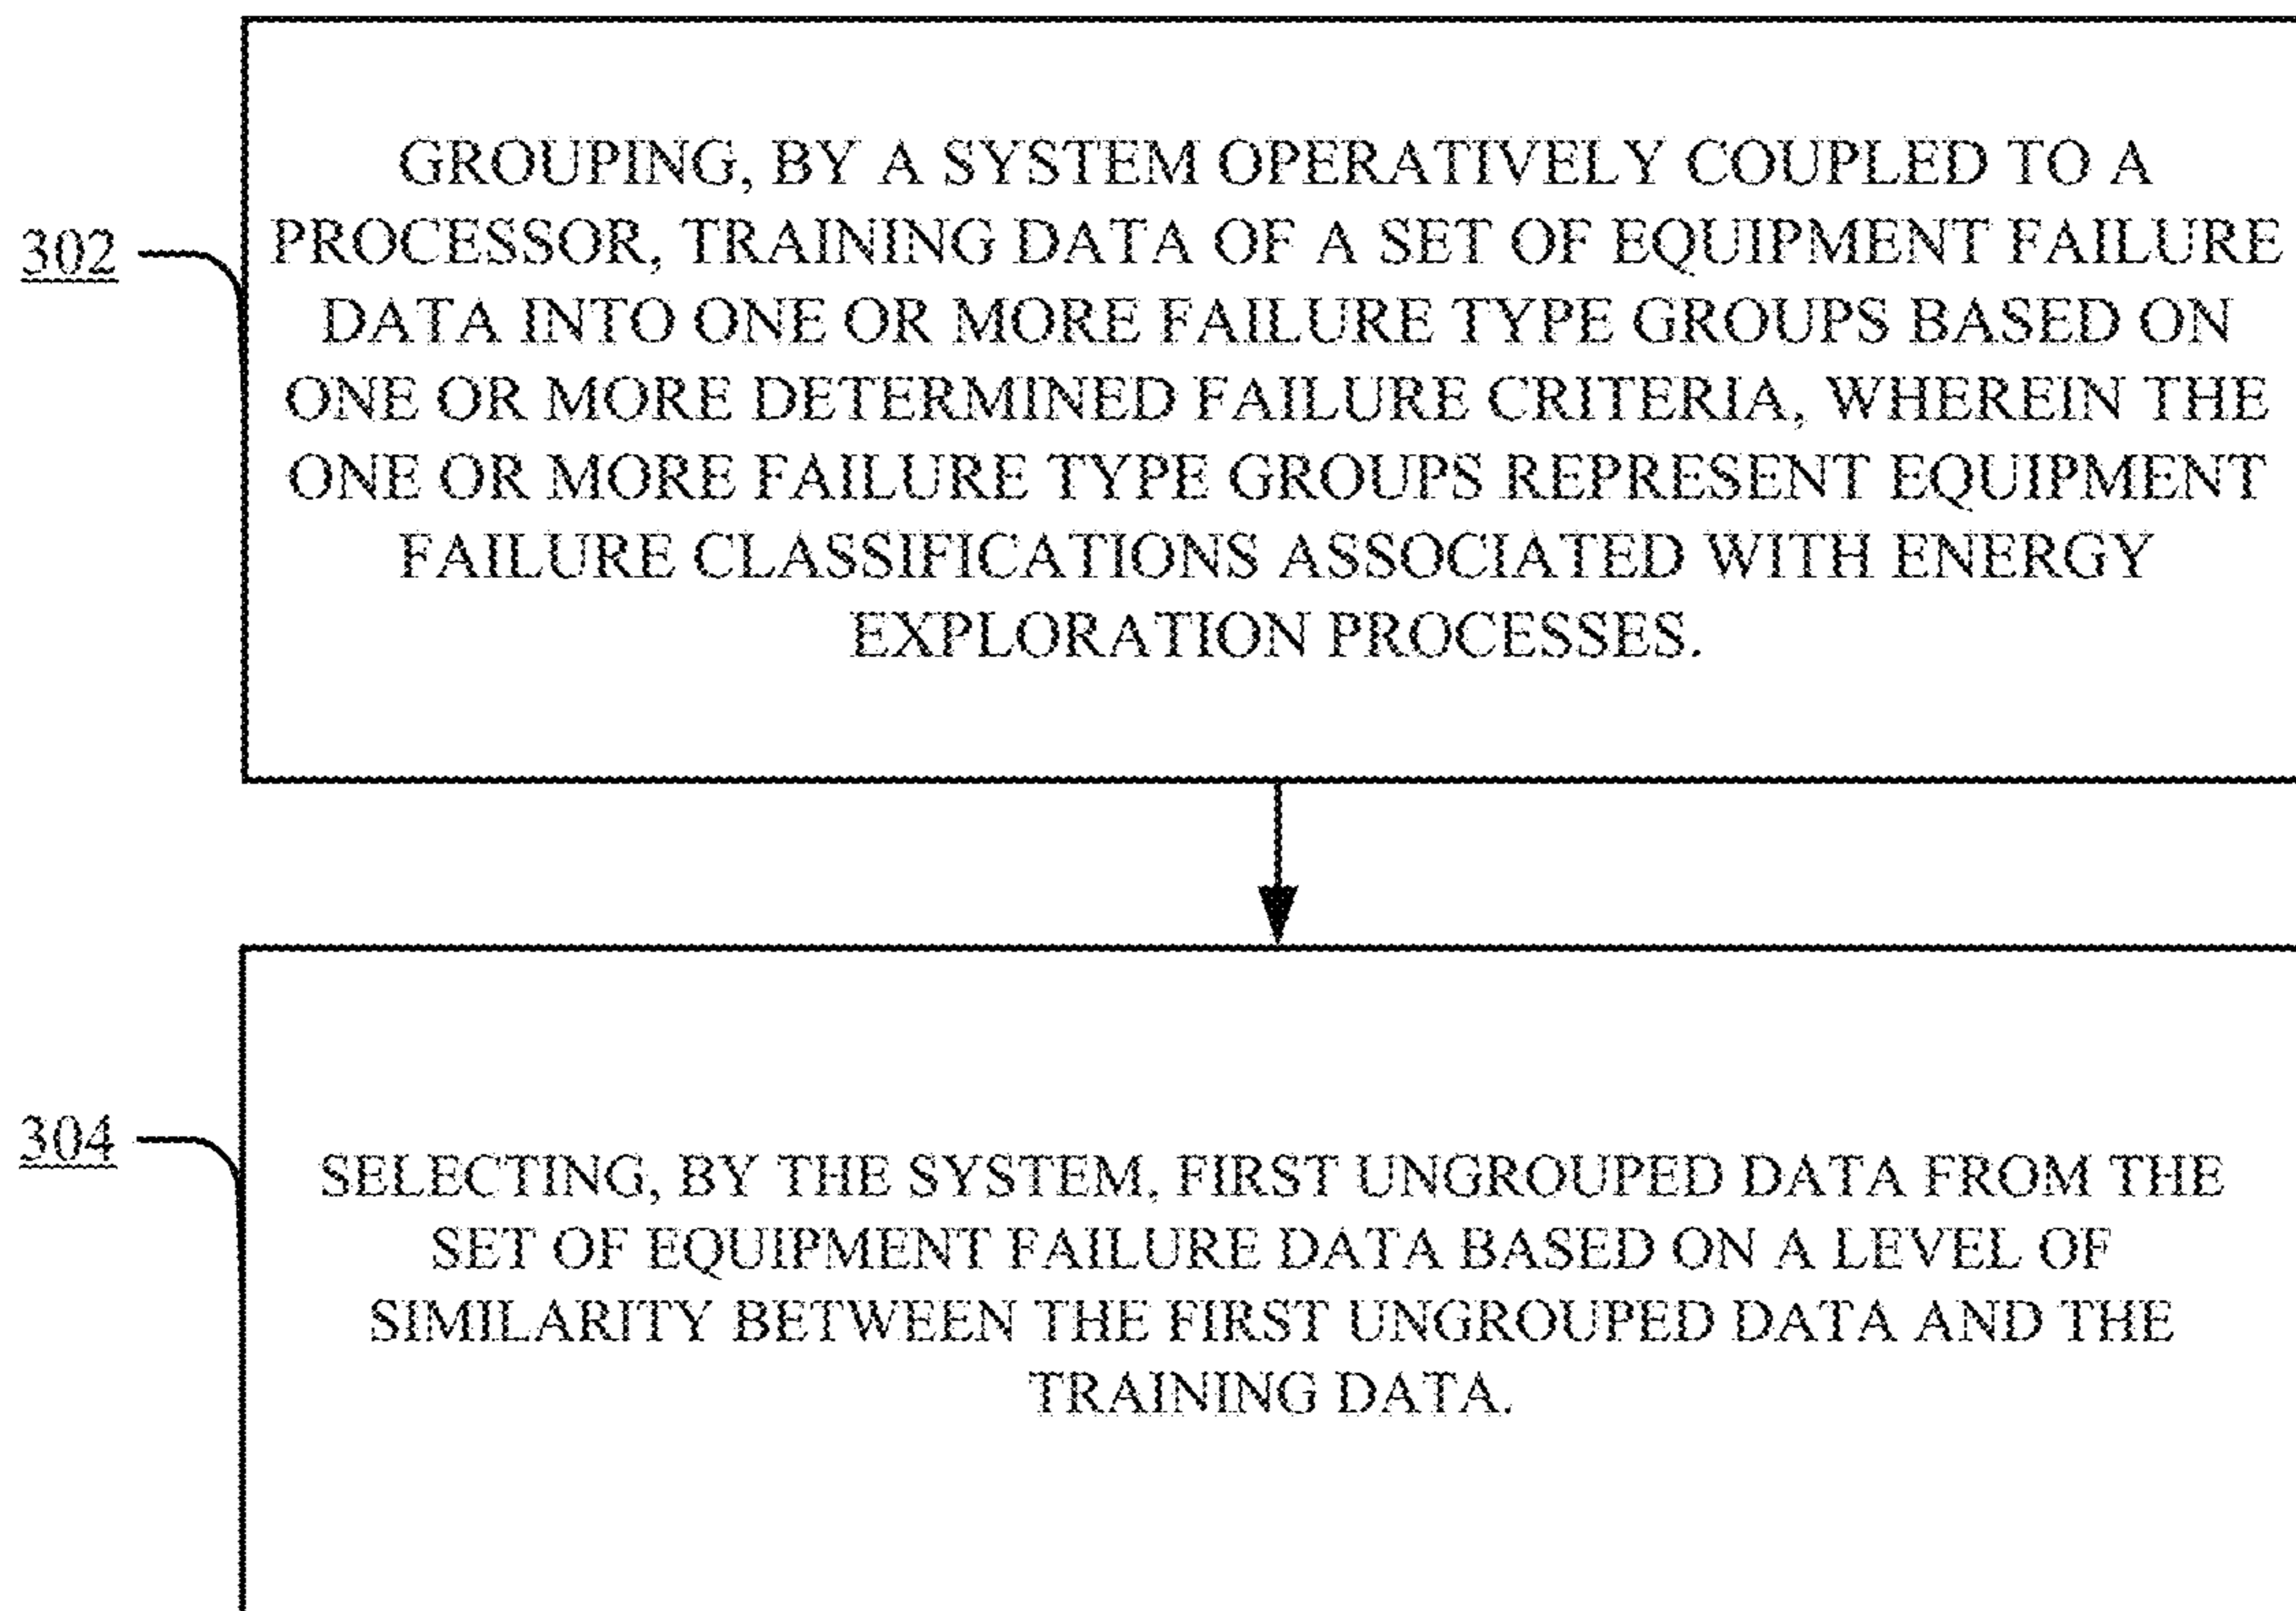 302
GROUPING, BY A SYSTEM OPERATIVELY COUPLED TO A
PROCESSOR, TRAINING DATA OF A SET OF EQUIPMENT FAILURE
DATA INTO ONE OR MORE FAILURE TYPE GROUPS BASED ON
ONE OR MORE DETERMINED FAILURE CRITERIA, WHEREIN THE
ONE OR MORE FAILURE TYPE GROUPS REPRESENT EQUIPMENT
FAILURE CLASSIFICATIONS ASSOCIATED WITH ENERGY
EXPLORATION PROCESSES.
304
SELECTING, BY THE SYSTEM, FIRST UNGROUPED DATA FROM THE
SET OF EQUIPMENT FAILURE DATA BASED ON A LEVEL OF
SIMILARITY BETWEEN THE FIRST UNGROUPED DATA AND THE
TRAINING DATA.